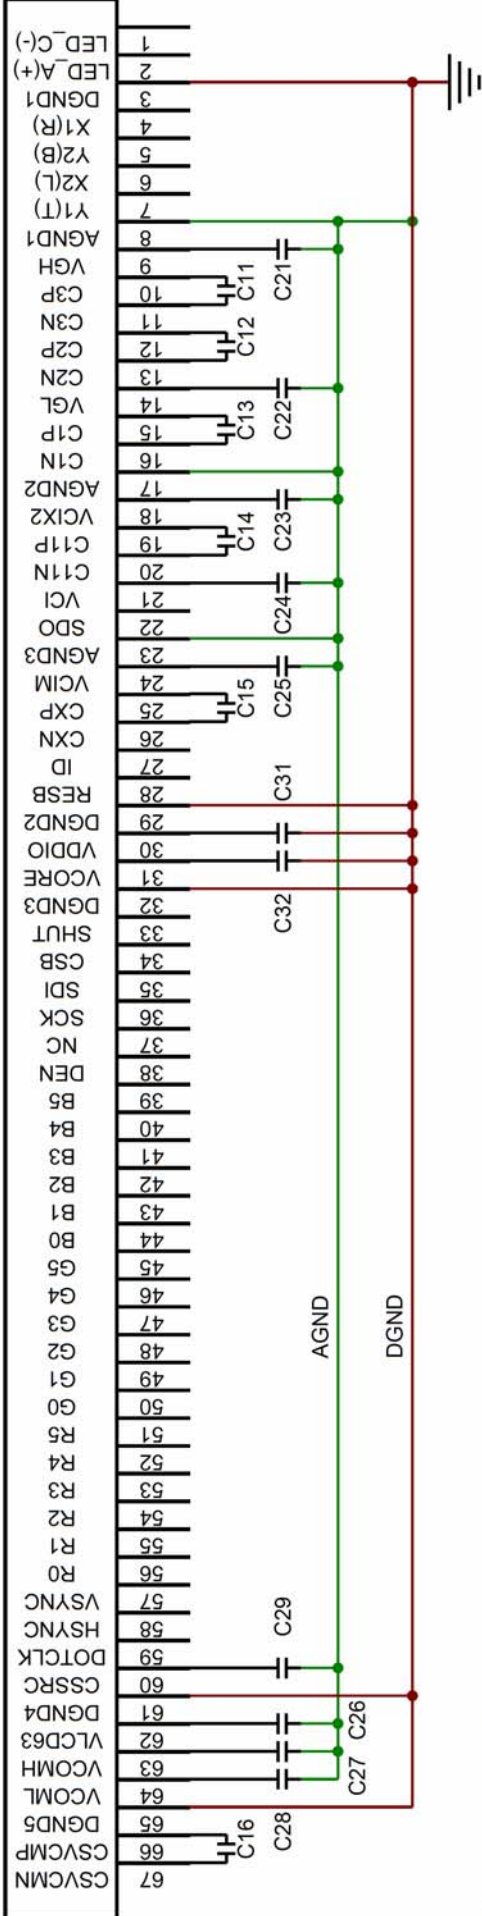 LED_C(-) 1
LED_A(+) 2
DGND1 3
X1(R) 4
Y2(B) 5
X2(L) 6
Y1(T) 7
AGND1 8
VGH 9
C3P 10
C3N 11
C2P 12
C2N 13
VGL 14
C1P 15
C1N 16
AGND2 17
VCIX2 18
C11P 19
C11N 20
VCI 21
SDO 22
AGND3 23
VCIM 24
CXP 25
CXN 26
ID 27
RESB 28
DGND2 29
VDDIO 30
VCORE 31
DGND3 32
SHUT 33
CSB 34
SDI 35
SCK 36
NC 37
DEN 38
B5 39
B4 40
B3 41
B2 42
B1 43
B0 44
G5 45
G4 46
G3 47
G2 48
G1 49
G0 50
R5 51
R4 52
R3 53
R2 54
R1 55
R0 56
VSYNC 57
HSYNC 58
DOTCLK 59
CSSRC 60
DGND4 61
VLCD63 62
VCOMH 63
VCOML 64
DGND5 65
CSVCMP 66
CSVCMN 67
C11
C21
C12
C22
C13
C14
C23
C24
C15
C25
C31
C32
AGND
DGND
C29
C26
C27
C16
C28